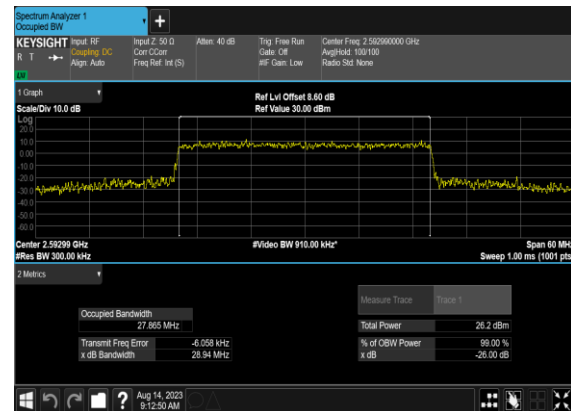 Spectrum Analyzer 1
Occupied BW
+
KEYSIGHT Input: RF Input Z: 50 Ω Atten: 40 dB Trig: Free Run Center Freq: 2.592990000 GHz
R T Coupling: DC Corr CCorr Gate: Off Avg|Hold: 100/100
Align: Auto Freq Ref: Int (S) #IF Gain: Low Radio Std: None
LW
1 Graph Ref Lvl Offset 8.60 dB
Scale/Div 10.0 dB Ref Value 30.00 dBm
Log
20.0
10.0
0.00
-10.0
-20.0
-30.0
-40.0
-50.0
-60.0
Center 2.59299 GHz #Video BW 910.00 kHz* Span 60 MHz
#Res BW 300.00 kHz Sweep 1.00 ms (1001 pts
2 Metrics
Measure Trace Trace 1
Occupied Bandwidth
27.865 MHz Total Power 26.2 dBm
Transmit Freq Error -6.058 kHz % of OBW Power 99.00 %
x dB Bandwidth 28.94 MHz x dB -26.00 dB
? Aug 14, 2023
9:12:50 AM